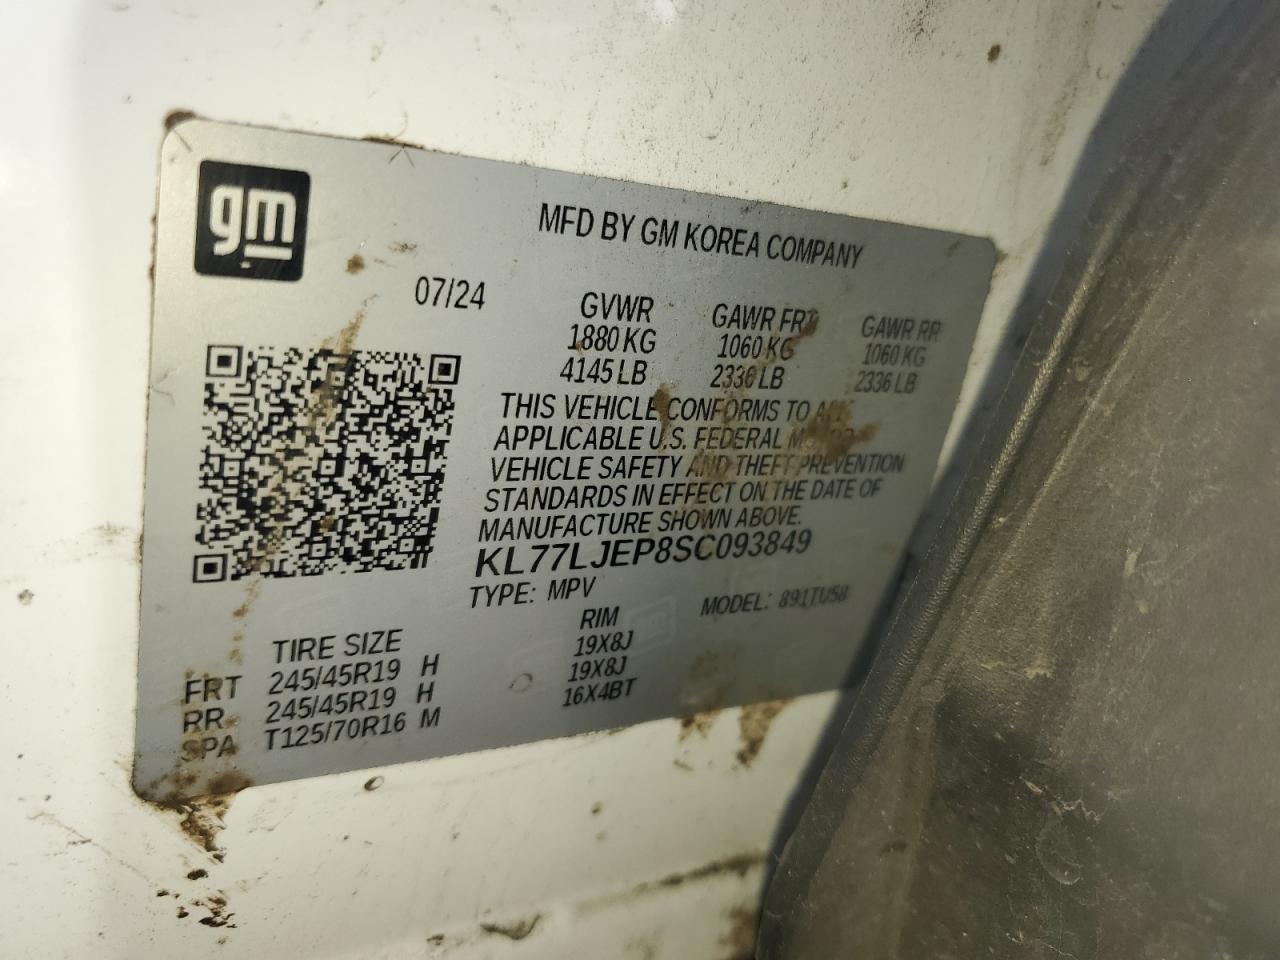 gm
MFD BY GM KOREA COMPANY
07/24
GVWR GAWR FRT GAWR RR
1880 KG 1060 KG 1060 KG
4145 LB 2336 LB 2336 LB
THIS VEHICLE CONFORMS TO ALL
APPLICABLE U.S. FEDERAL MOTOR
VEHICLE SAFETY AND THEFT PREVENTION
STANDARDS IN EFFECT ON THE DATE OF
MANUFACTURE SHOWN ABOVE.
KL77LJEP8SC093849
TYPE: MPV MODEL: 891TU58
TIRE SIZE RIM
FRT 245/45R19 H 19X8J
RR 245/45R19 H 19X8J
SPA T125/70R16 M 16X4BT